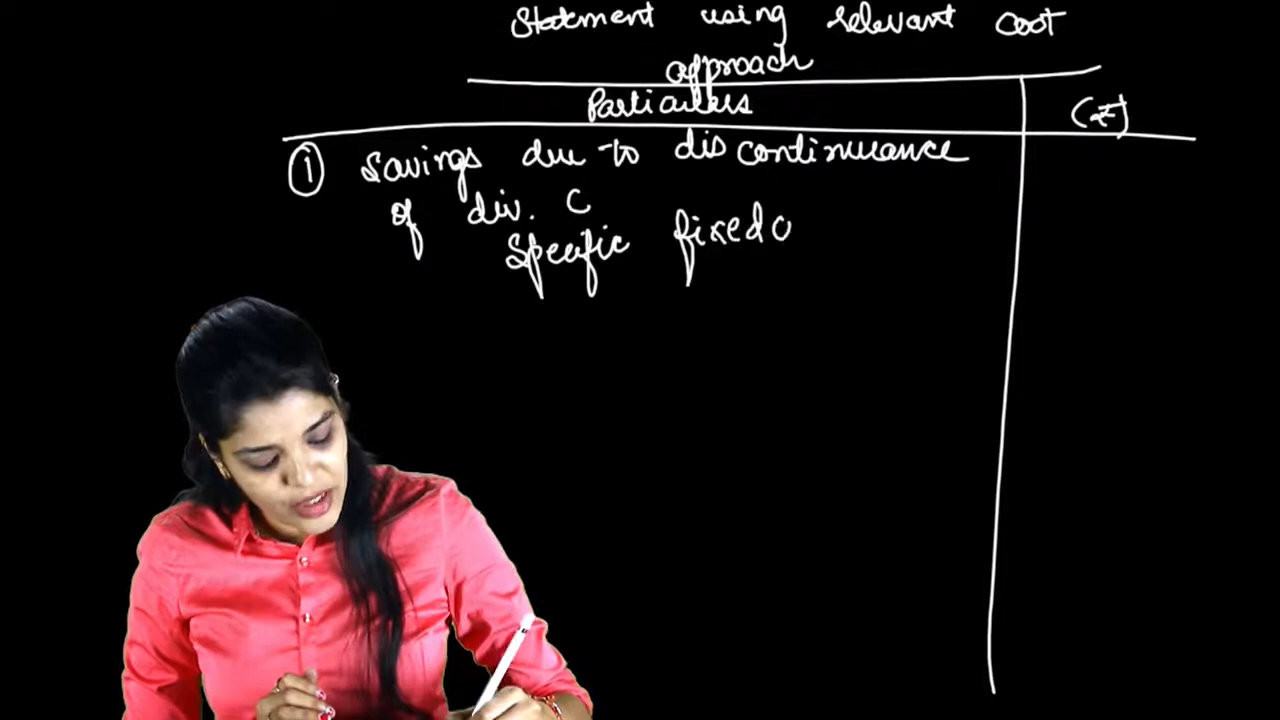 Statement using relevant cost
approach
Particulars (₹)
① Savings due to discontinuance
of div. C
Specific fixed c